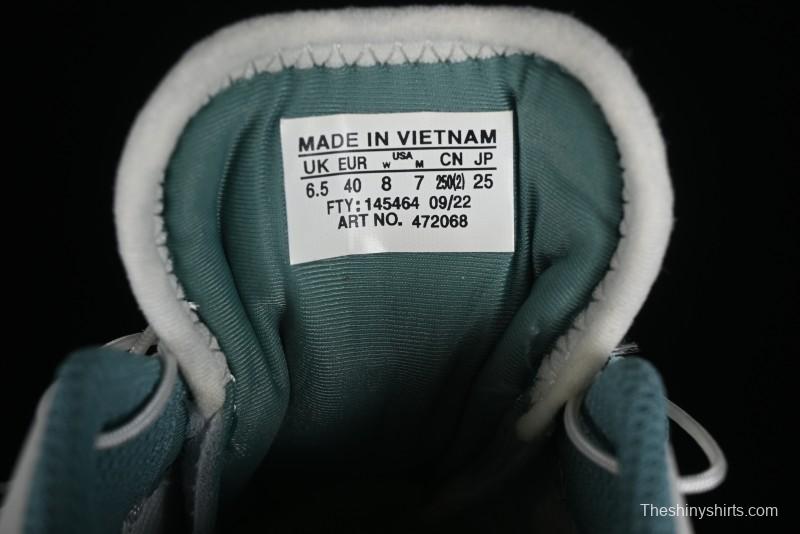 MADE IN VIETNAM
UK EUR W USA M CN JP
6.5 40 8 7 250(2) 25
FTY: 145464 09/22
ART NO. 472068
Theshinyshirts.com